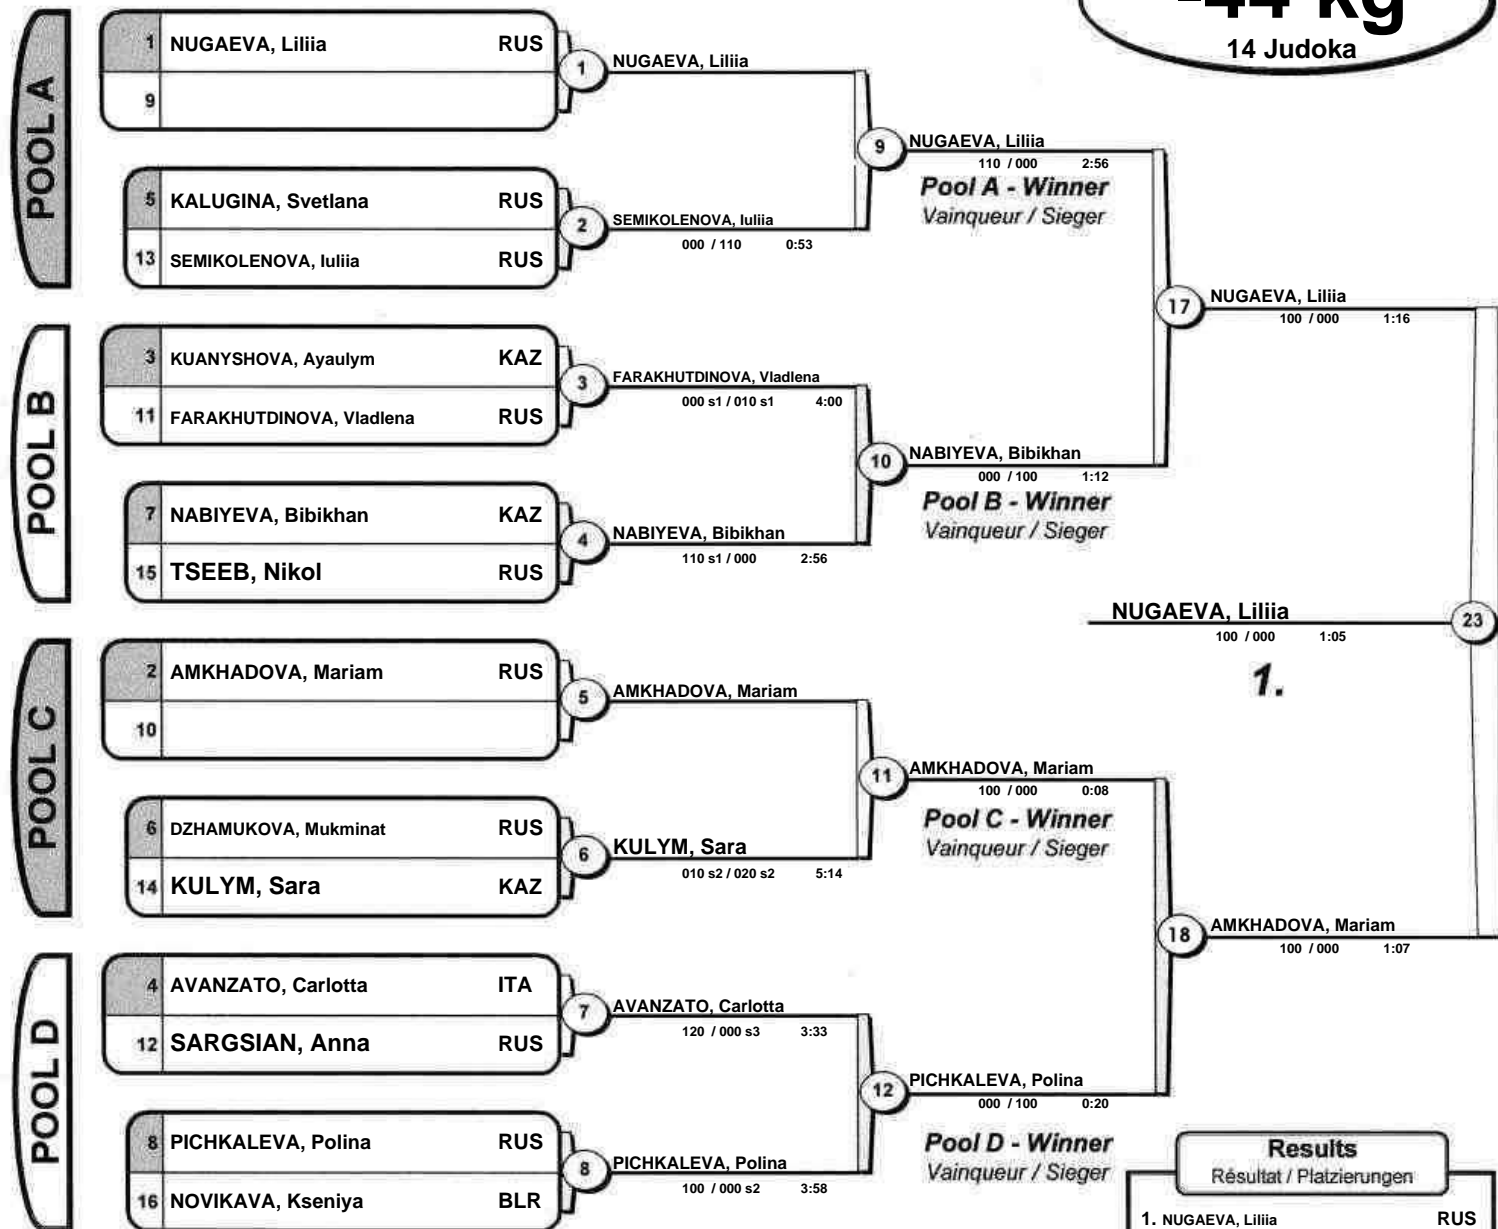 -44 kg
14 Judoka
POOL A
1 NUGAEVA, Liliia RUS
9
1
NUGAEVA, Liliia
5 KALUGINA, Svetlana RUS
13 SEMIKOLENOVA, Iuliia RUS
2
SEMIKOLENOVA, Iuliia
000 / 110 0:53
9
NUGAEVA, Liliia
110 / 000 2:56
Pool A - Winner
Vainqueur / Sieger
POOL B
3 KUANYSHOVA, Ayaulym KAZ
11 FARAKHUTDINOVA, Vladlena RUS
3
FARAKHUTDINOVA, Vladlena
000 s1 / 010 s1 4:00
7 NABIYEVA, Bibikhan KAZ
15 TSEEB, Nikol RUS
4
NABIYEVA, Bibikhan
110 s1 / 000 2:56
10
NABIYEVA, Bibikhan
000 / 100 1:12
Pool B - Winner
Vainqueur / Sieger
17
NUGAEVA, Liliia
100 / 000 1:16
NUGAEVA, Liliia
100 / 000 1:05
23
1.
POOL C
2 AMKHADOVA, Mariam RUS
10
5
AMKHADOVA, Mariam
6 DZHAMUKOVA, Mukminat RUS
14 KULYM, Sara KAZ
6
KULYM, Sara
010 s2 / 020 s2 5:14
11
AMKHADOVA, Mariam
100 / 000 0:08
Pool C - Winner
Vainqueur / Sieger
18
AMKHADOVA, Mariam
100 / 000 1:07
POOL D
4 AVANZATO, Carlotta ITA
12 SARGSIAN, Anna RUS
7
AVANZATO, Carlotta
120 / 000 s3 3:33
8 PICHKALEVA, Polina RUS
16 NOVIKAVA, Kseniya BLR
8
PICHKALEVA, Polina
100 / 000 s2 3:58
12
PICHKALEVA, Polina
000 / 100 0:20
Pool D - Winner
Vainqueur / Sieger
Results
Résultat / Platzierungen
1. NUGAEVA, Liliia RUS